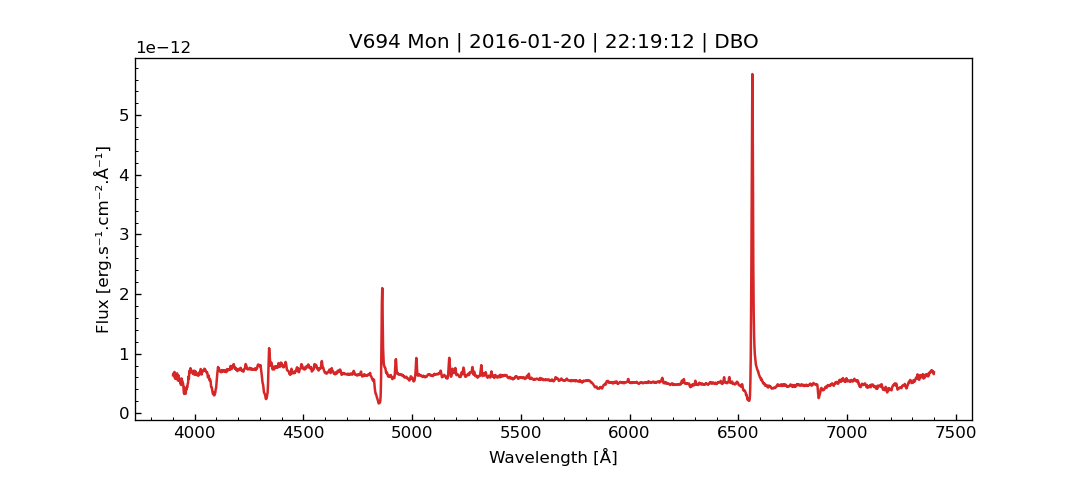 V694 Mon | 2016-01-20 | 22:19:12 | DBO
1e−12
Flux [erg.s⁻¹.cm⁻².Å⁻¹]
5
4
3
2
1
0
4000 4500 5000 5500 6000 6500 7000 7500
Wavelength [Å]